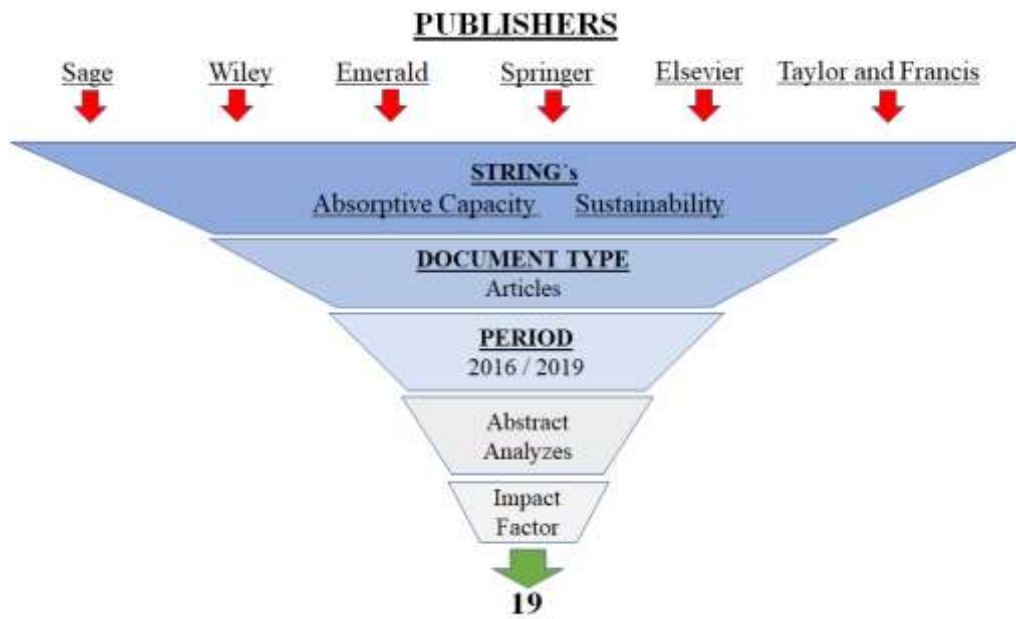 PUBLISHERS
Sage Wiley Emerald Springer Elsevier Taylor and Francis
STRING´s
Absorptive Capacity Sustainability
DOCUMENT TYPE
Articles
PERIOD
2016 / 2019
Abstract
Analyzes
Impact
Factor
19